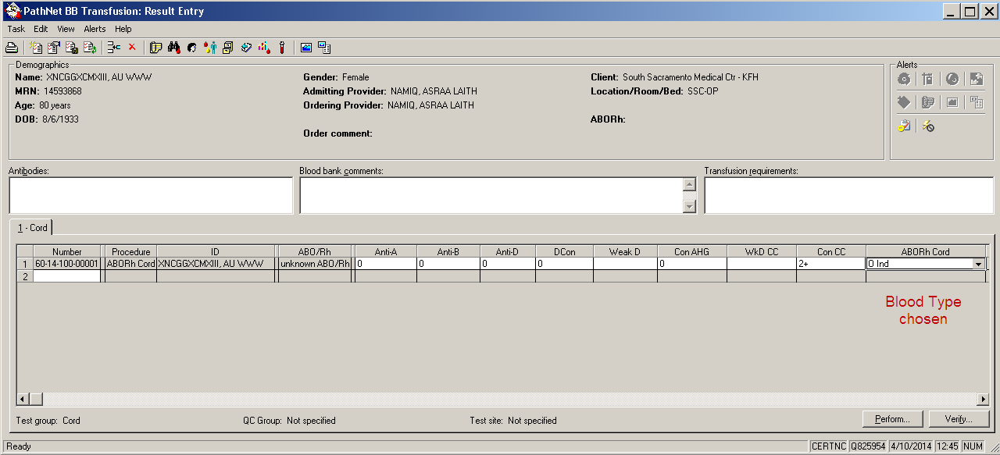 PathNet BB Transfusion: Result Entry
Task Edit View Alerts Help
Demographics
Alerts
Name: XNCGGXCMXIII, AU WWW
Gender: Female
Client: South Sacramento Medical Ctr - KFH
MRN: 14593868
Admitting Provider: NAMIQ, ASRAA LAITH
Location/Room/Bed: SSC-OP
Age: 80 years
Ordering Provider: NAMIQ, ASRAA LAITH
DOB: 8/6/1933
ABORh:
Order comment:
Antibodies:
Blood bank comments:
Transfusion requirements:
1 - Cord
Number Procedure ID ABO/Rh Anti-A Anti-B Anti-D DCon Weak D Con AHG WkD CC Con CC ABORh Cord
1 60-14-100-00001 ABORh Cord XNCGGXCMXIII, AU WWW unknown ABO/Rh 0 0 0 0 0 2+ O Ind
2
Blood Type
chosen
Test group: Cord
QC Group: Not specified
Test site: Not specified
Perform...
Verify...
Ready
CERTNC Q825954 4/10/2014 12:45 NUM